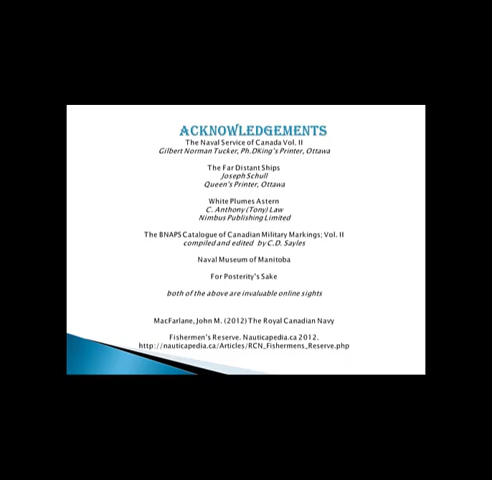 ACKNOWLEDGEMENTS
The Naval Service of Canada Vol. II
Gilbert Norman Tucker, Ph.DKing's Printer, Ottawa
The Far Distant Ships
Joseph Schull
Queen's Printer, Ottawa
White Plumes Astern
C. Anthony (Tony) Law
Nimbus Publishing Limited
The BNAPS Catalogue of Canadian Military Markings; Vol. II
compiled and edited by C.D. Sayles
Naval Museum of Manitoba
For Posterity's Sake
both of the above are invaluable online sights
MacFarlane, John M. (2012) The Royal Canadian Navy
Fishermen's Reserve. Nauticapedia.ca 2012.
http://nauticapedia.ca/Articles/RCN_Fishermens_Reserve.php